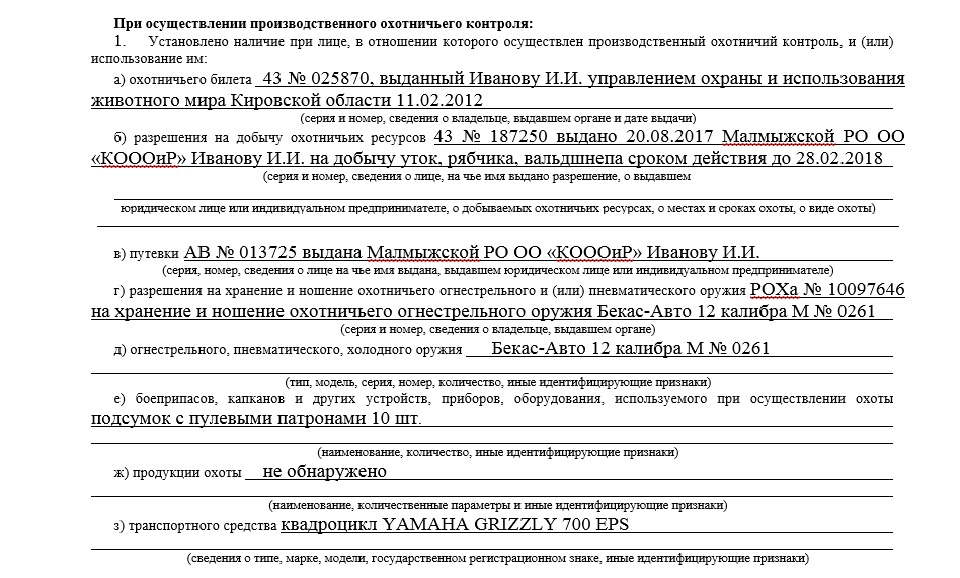 При осуществлении производственного охотничьего контроля:
1. Установлено наличие при лице, в отношении которого осуществлен производственный охотничий контроль, и (или)
использование им:
а) охотничьего билета 43 № 025870, выданный Иванову И.И. управлением охраны и использования
животного мира Кировской области 11.02.2012
(серия и номер, сведения о владельце, выдавшем органе и дате выдачи)
б) разрешения на добычу охотничьих ресурсов 43 № 187250 выдано 20.08.2017 Малмыжской РО ОО
«КОООиР» Иванову И.И. на добычу уток, рябчика, вальдшнепа сроком действия до 28.02.2018
(серия и номер, сведения о лице, на чье имя выдано разрешение, о выдавшем
юридическом лице или индивидуальном предпринимателе, о добываемых охотничьих ресурсах, о местах и сроках охоты, о виде охоты)
в) путевки АВ № 013725 выдана Малмыжской РО ОО «КОООиР» Иванову И.И.
(серия, номер, сведения о лице на чье имя выдана, выдавшем юридическом лице или индивидуальном предпринимателе)
г) разрешения на хранение и ношение охотничьего огнестрельного и (или) пневматического оружия РОХа № 10097646
на хранение и ношение охотничьего огнестрельного оружия Бекас-Авто 12 калибра М № 0261
(серия и номер, сведения о владельце, выдавшем органе)
д) огнестрельного, пневматического, холодного оружия Бекас-Авто 12 калибра М № 0261
(тип, модель, серия, номер, количество, иные идентифицирующие признаки)
е) боеприпасов, капканов и других устройств, приборов, оборудования, используемого при осуществлении охоты
подсумок с пулевыми патронами 10 шт.
(наименование, количество, иные идентифицирующие признаки)
ж) продукции охоты не обнаружено
(наименование, количественные параметры и иные идентифицирующие признаки)
з) транспортного средства квадроцикл YAMAHA GRIZZLY 700 EPS
(сведения о типе, марке, модели, государственном регистрационном знаке, иные идентифицирующие признаки)